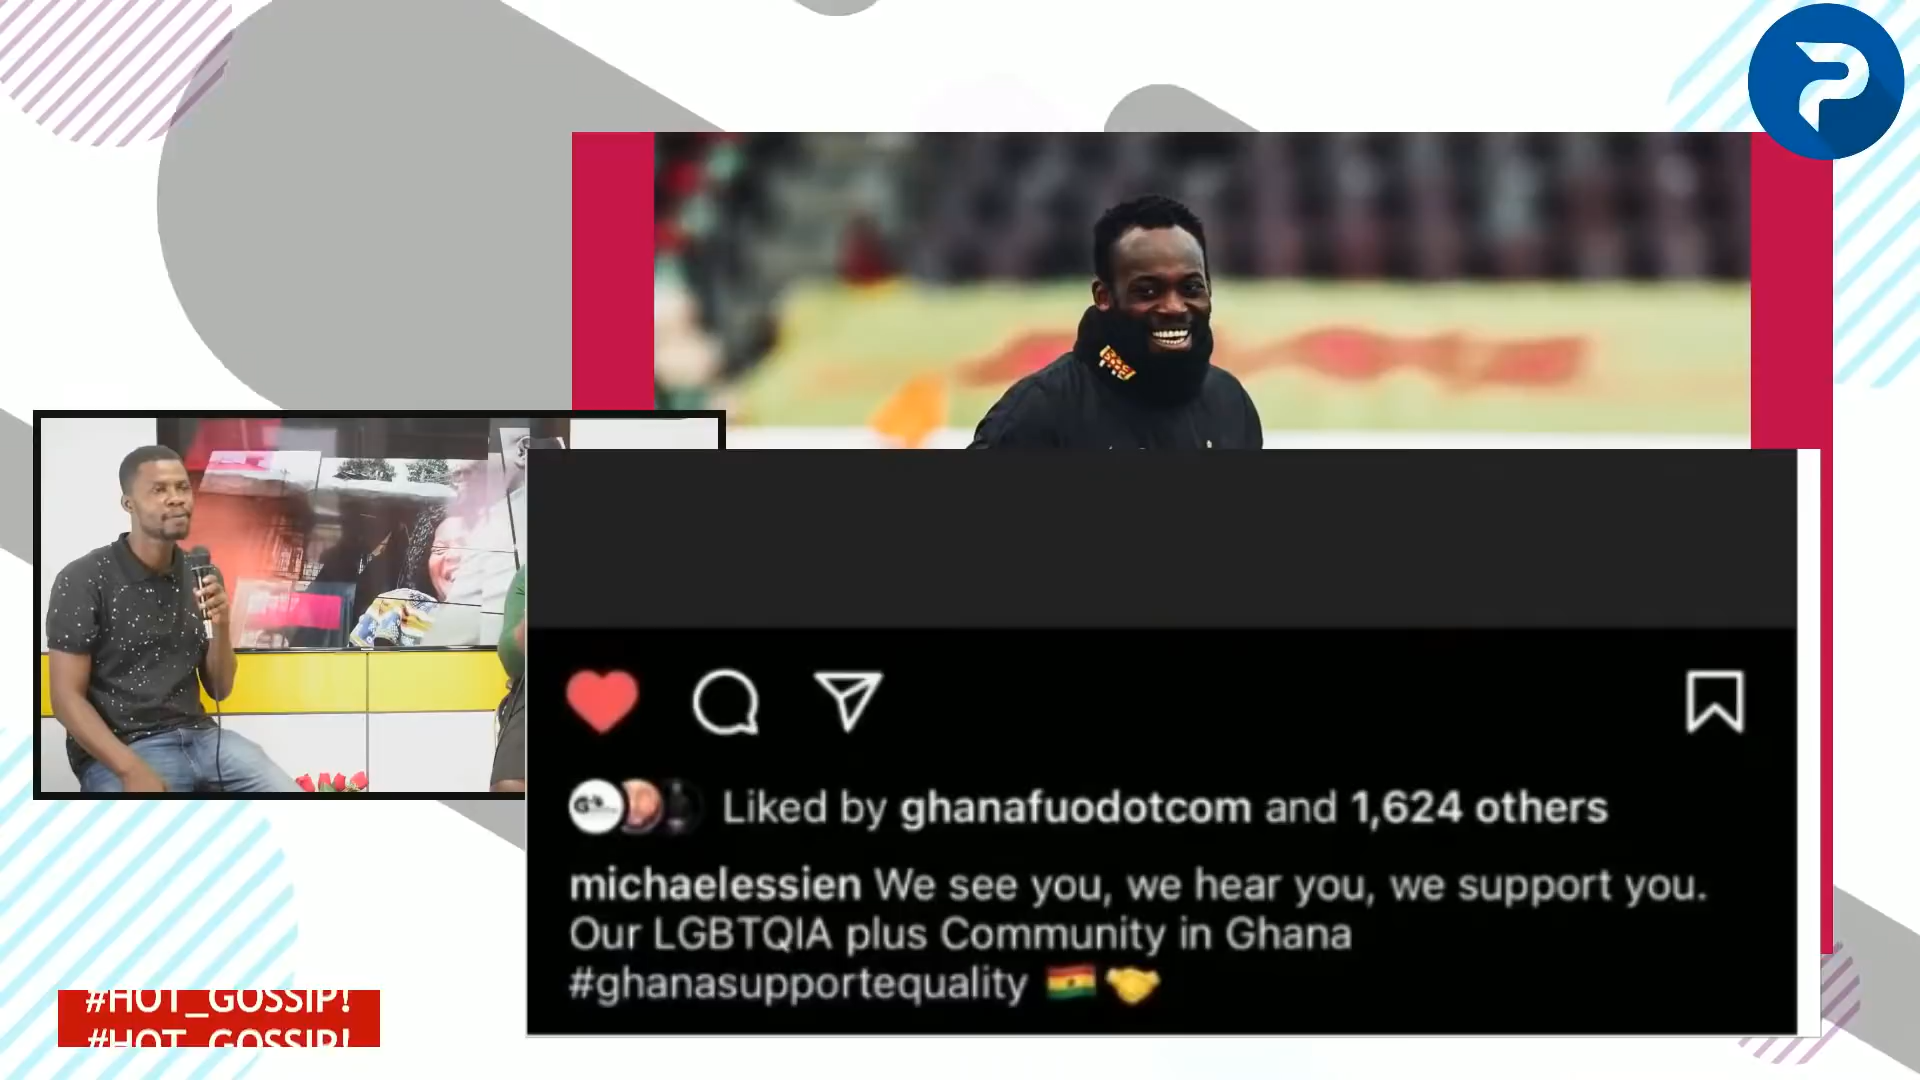 Liked by ghanafuodotcom and 1,624 others
michaelessien We see you, we hear you, we support you.
Our LGBTQIA plus Community in Ghana
#ghanasupportequality 🇬🇭🤝
#HOT_GOSSIP!
#HOT_GOSSIP!